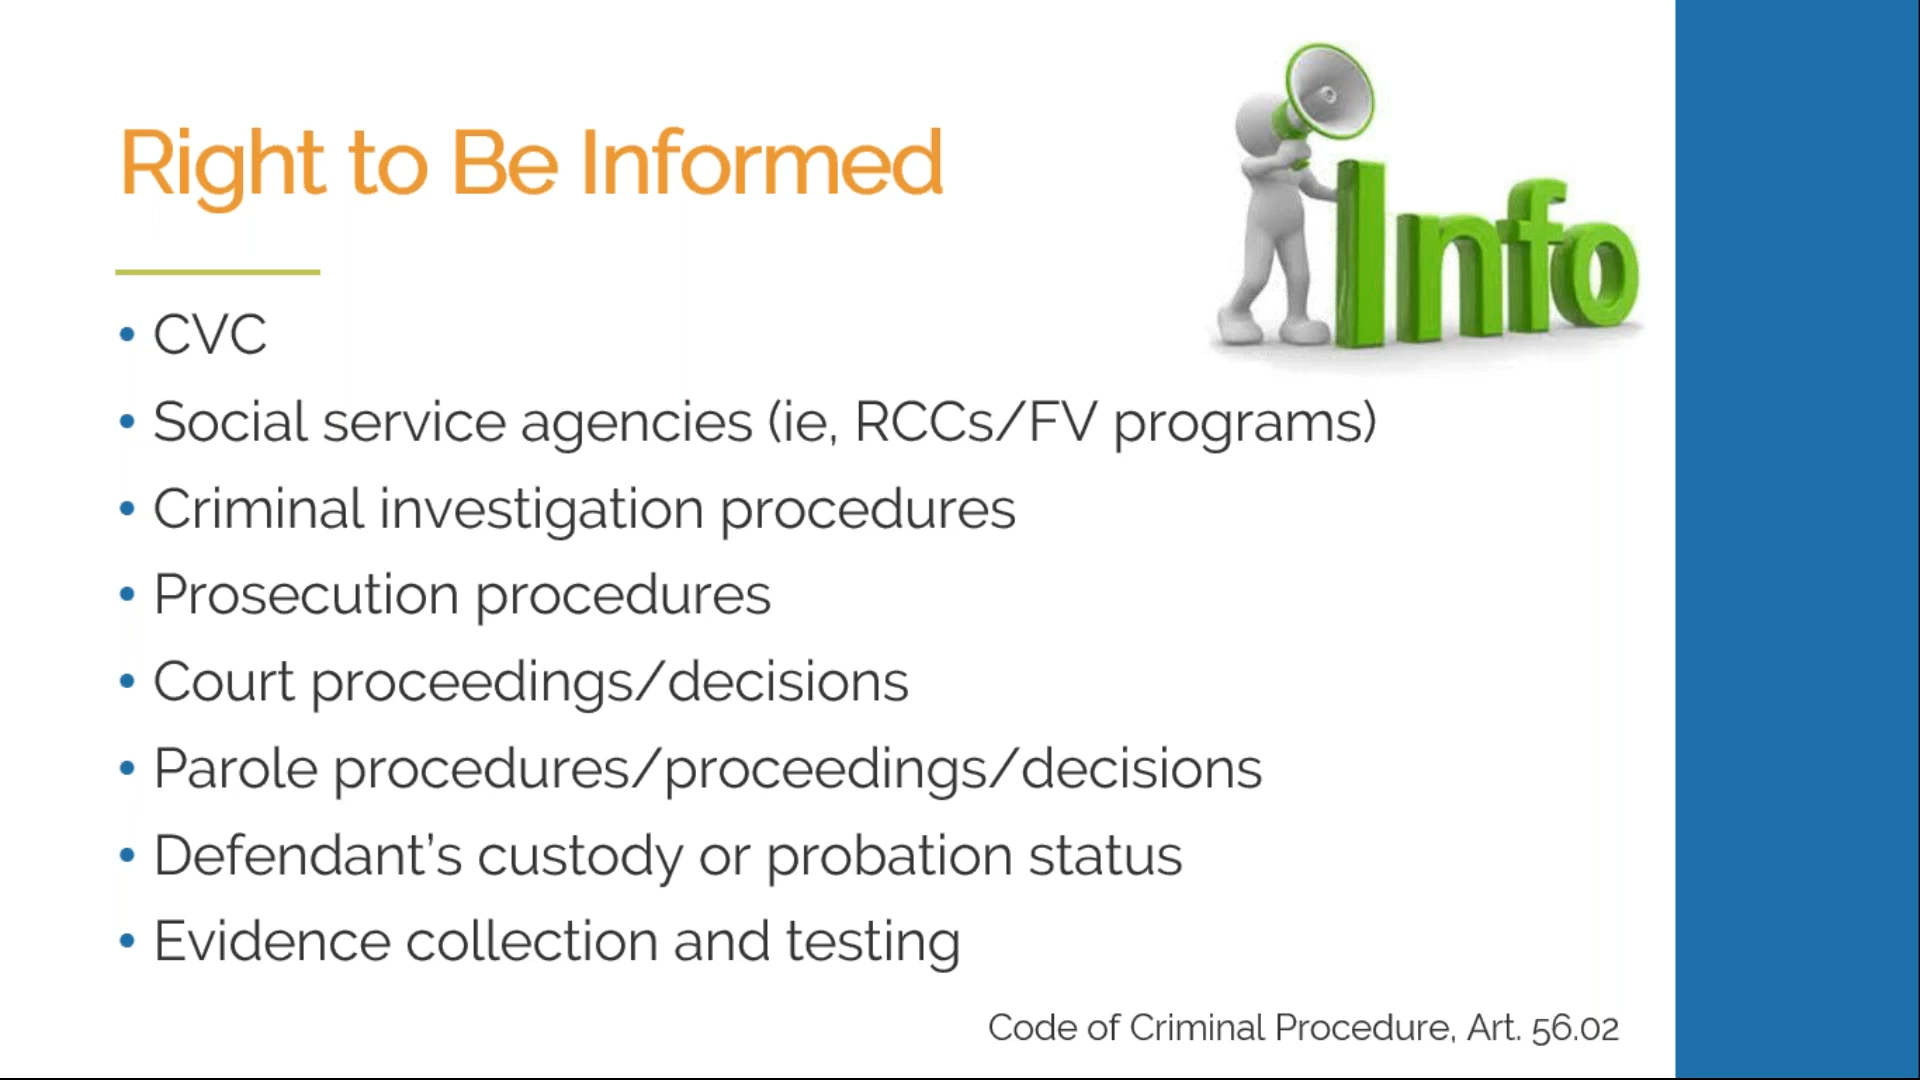 Right to Be Informed
Info
• CVC
• Social service agencies (ie, RCCs/FV programs)
• Criminal investigation procedures
• Prosecution procedures
• Court proceedings/decisions
• Parole procedures/proceedings/decisions
• Defendant’s custody or probation status
• Evidence collection and testing
Code of Criminal Procedure, Art. 56.02